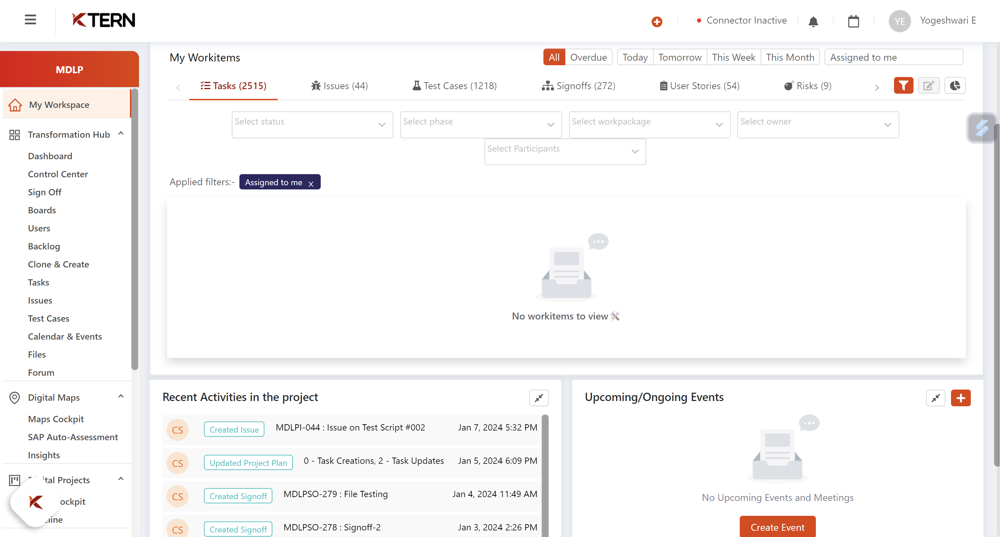 KTERN
Connector Inactive
YE
Yogeshwari E
MDLP
My Workspace
Transformation Hub
Dashboard
Control Center
Sign Off
Boards
Users
Backlog
Clone & Create
Tasks
Issues
Test Cases
Calendar & Events
Files
Forum
Digital Maps
Maps Cockpit
SAP Auto-Assessment
Insights
Projects
My Workitems
All
Overdue
Today
Tomorrow
This Week
This Month
Assigned to me
Tasks (2515)
Issues (44)
Test Cases (1218)
Signoffs (272)
User Stories (54)
Risks (9)
Select status
Select phase
Select workpackage
Select owner
Select Participants
Applied filters:-
Assigned to me x
No workitems to view
Recent Activities in the project
CS Created Issue MDLPI-044 : Issue on Test Script #002 Jan 7, 2024 5:32 PM
CS Updated Project Plan 0 - Task Creations, 2 - Task Updates Jan 5, 2024 6:09 PM
CS Created Signoff MDLPSO-279 : File Testing Jan 4, 2024 11:49 AM
CS Created Signoff MDLPSO-278 : Signoff-2 Jan 3, 2024 2:26 PM
Upcoming/Ongoing Events
No Upcoming Events and Meetings
Create Event